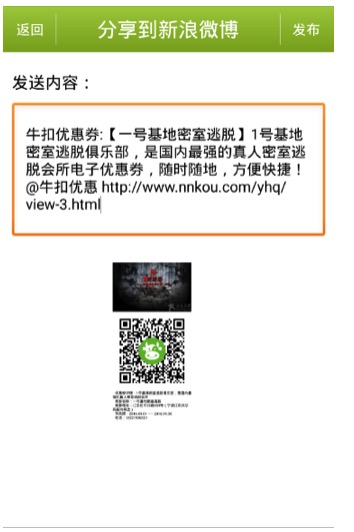 返回
分享到新浪微博
发布
发送内容：
牛扣优惠券:【一号基地密室逃脱】1号基地
密室逃脱俱乐部，是国内最强的真人密室逃
脱会所电子优惠券，随时随地，方便快捷！
@牛扣优惠 http://www.nnkou.com/yhq/
view-3.html